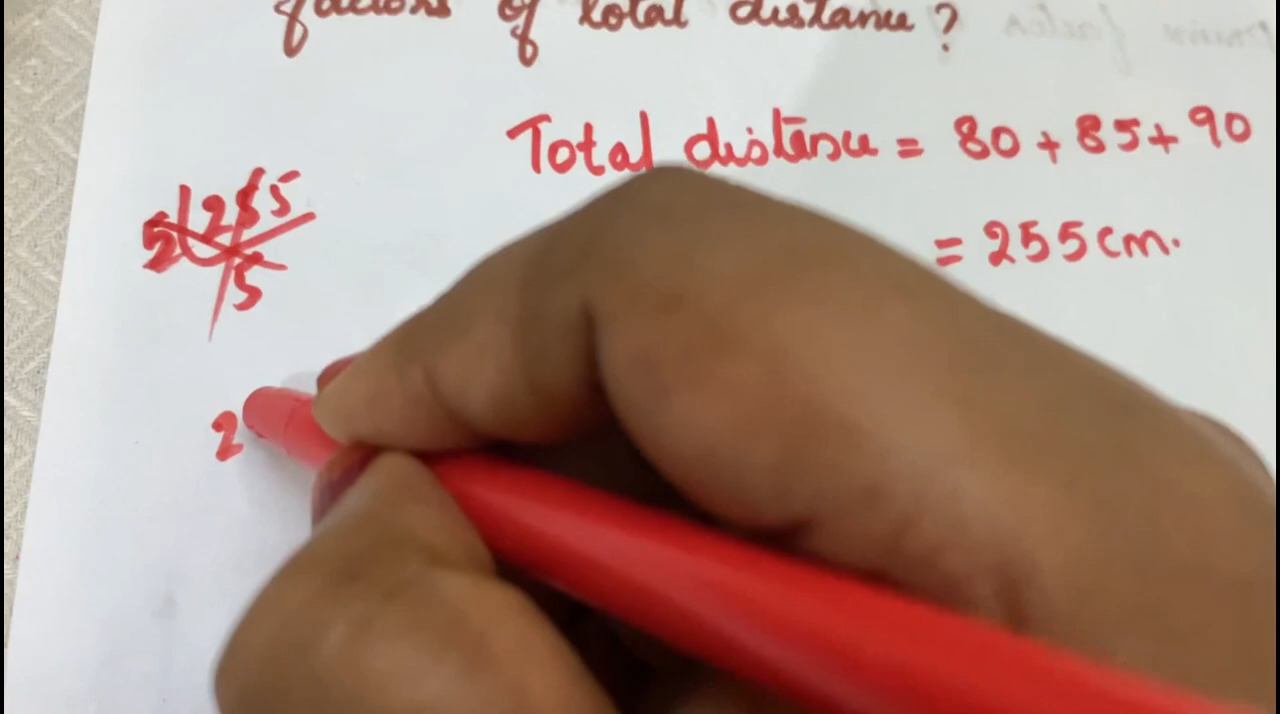 factors of total distance ?
Total distance = 80 + 85 + 90
= 255 cm.
5 255
5
2